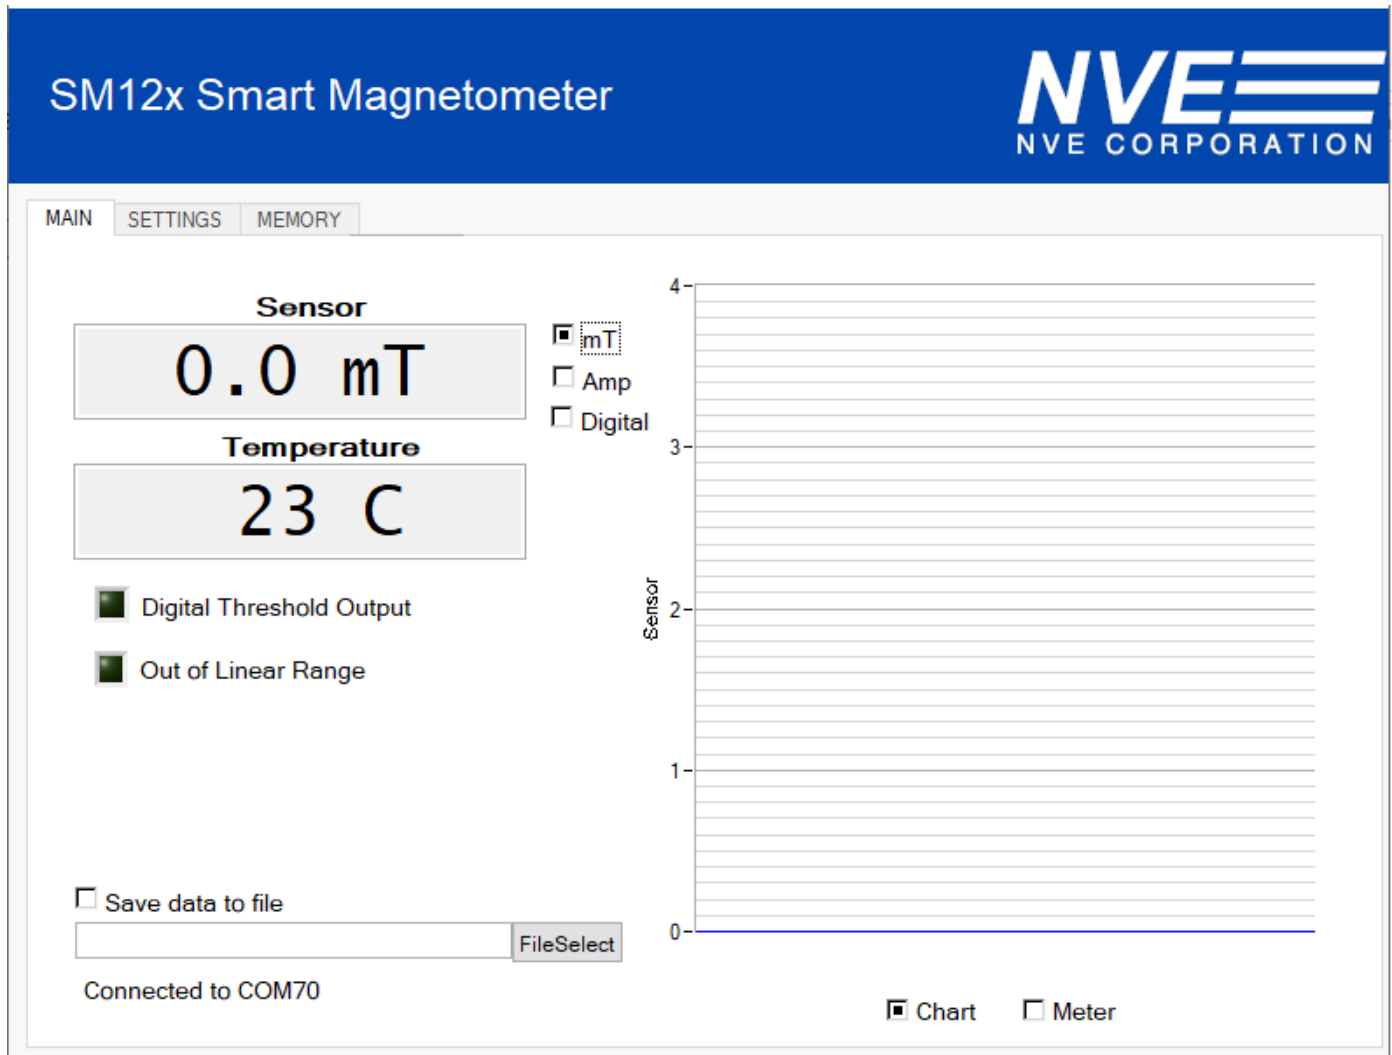 SM12x Smart Magnetometer
NVE
NVE CORPORATION
MAIN SETTINGS MEMORY
Sensor
0.0 mT
mT
Amp
Digital
Temperature
23 C
Digital Threshold Output
Out of Linear Range
Save data to file
FileSelect
Connected to COM70
4
3
2
1
0
Sensor
Chart Meter